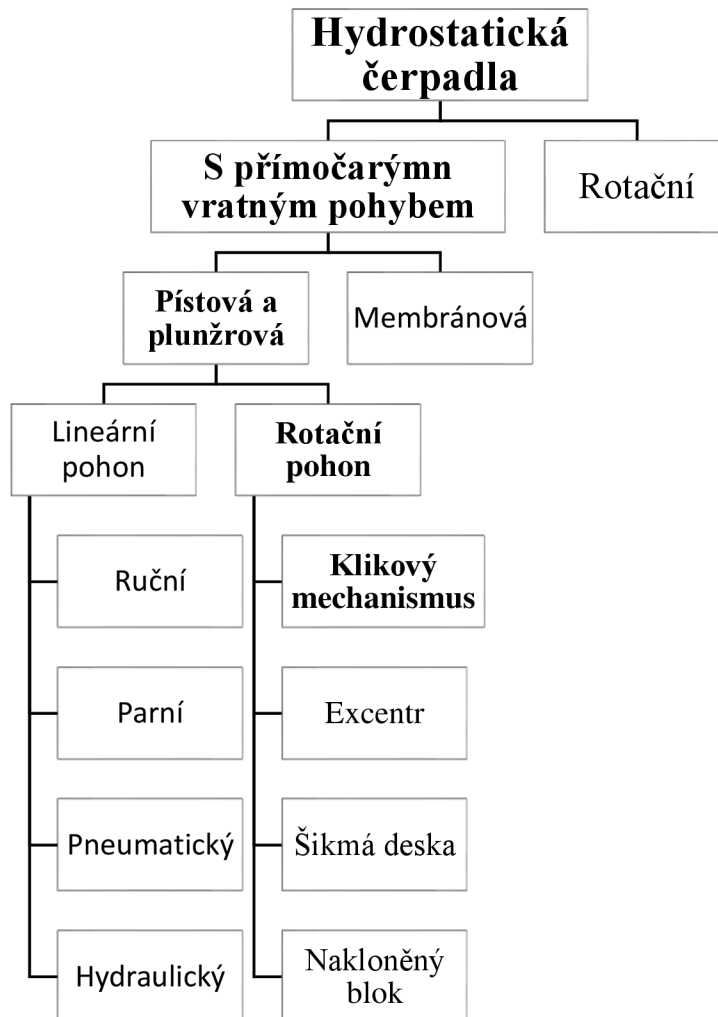 Hydrostatická
čerpadla
S přímočarýmn
vratným pohybem
Rotační
Pístová a
plunžrová
Membránová
Lineární
pohon
Rotační
pohon
Ruční
Klikový
mechanismus
Parní
Excentr
Pneumatický
Šikmá deska
Hydraulický
Nakloněný
blok